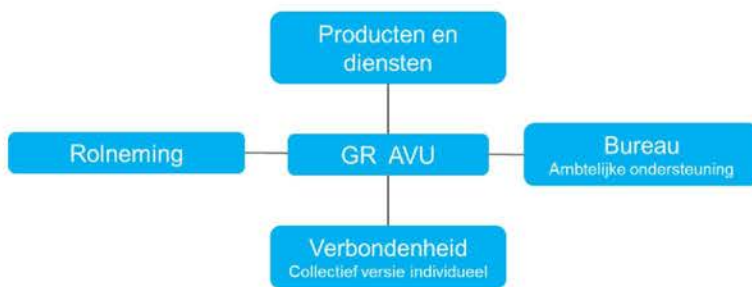 Producten en
diensten
Rolneming
GR AVU
Bureau
Ambtelijke ondersteuning
Verbondenheid
Collectief versie individueel